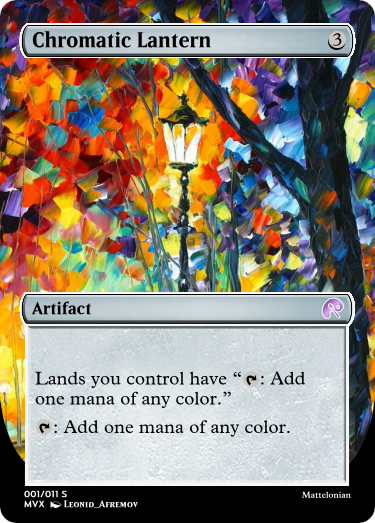 Chromatic Lantern 3
Artifact
Lands you control have “: Add
one mana of any color.”
: Add one mana of any color.
001/011 S
MVX Leonid_Afremov
Mattelonian